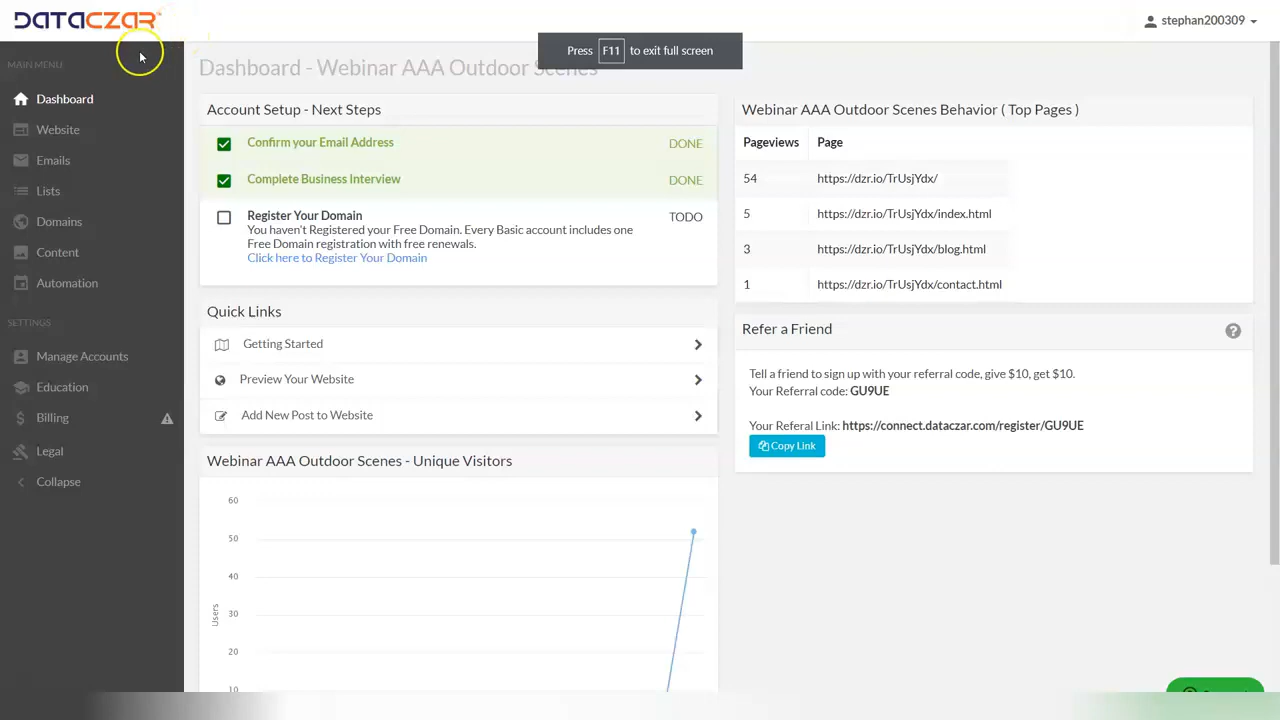 DATACZAR
stephan200309
Press F11 to exit full screen
MAIN MENU
Dashboard - Webinar AAA Outdoor Scenes
Dashboard
Website
Emails
Lists
Domains
Content
Automation
SETTINGS
Manage Accounts
Education
Billing
Legal
Collapse
Account Setup - Next Steps
Confirm your Email Address DONE
Complete Business Interview DONE
Register Your Domain TODO
You haven't Registered your Free Domain. Every Basic account includes one
Free Domain registration with free renewals.
Click here to Register Your Domain
Quick Links
Getting Started
Preview Your Website
Add New Post to Website
Webinar AAA Outdoor Scenes - Unique Visitors
60
50
40
30
20
10
Users
Webinar AAA Outdoor Scenes Behavior ( Top Pages )
Pageviews Page
54 https://dzr.io/TrUsjYdx/
5 https://dzr.io/TrUsjYdx/index.html
3 https://dzr.io/TrUsjYdx/blog.html
1 https://dzr.io/TrUsjYdx/contact.html
Refer a Friend
Tell a friend to sign up with your referral code, give $10, get $10.
Your Referral code: GU9UE
Your Referal Link: https://connect.dataczar.com/register/GU9UE
Copy Link